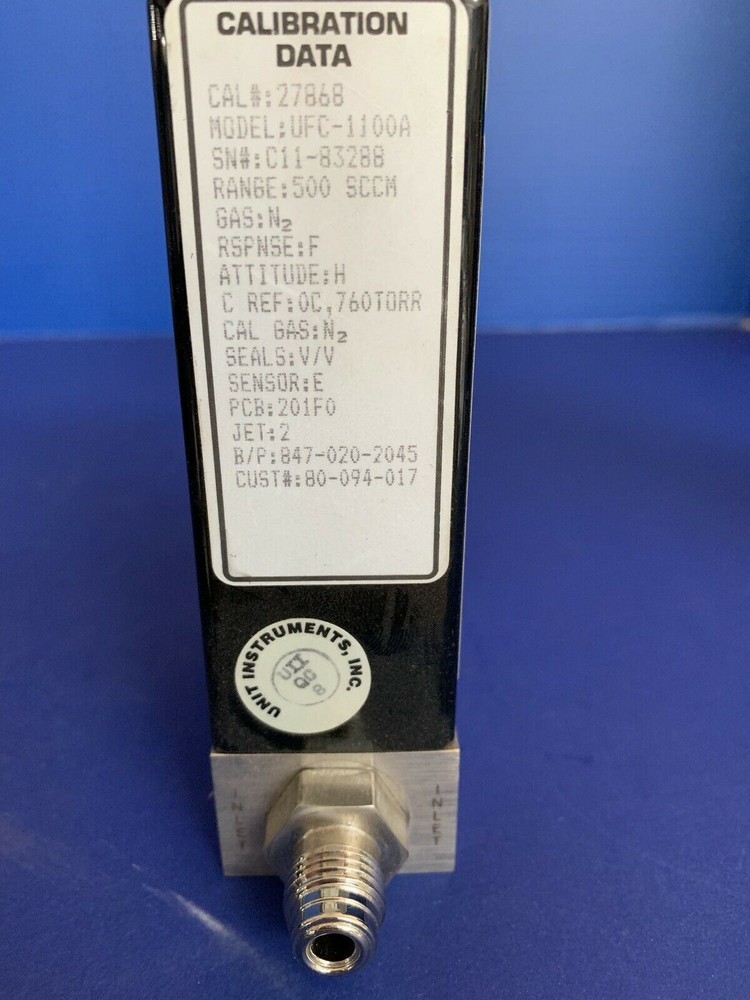 CALIBRATION
DATA
CAL#:27868
MODEL:UFC-1100A
SN#:C11-83288
RANGE:500 SCCM
GAS:N₂
RSPNSE:F
ATTITUDE:H
C REF:0C,760TORR
CAL GAS:N₂
SEALS:V/V
SENSOR:E
PCB:201F0
JET:2
B/P:847-020-2045
CUST#:80-094-017
UNIT INSTRUMENTS, INC.
INLET
INLET